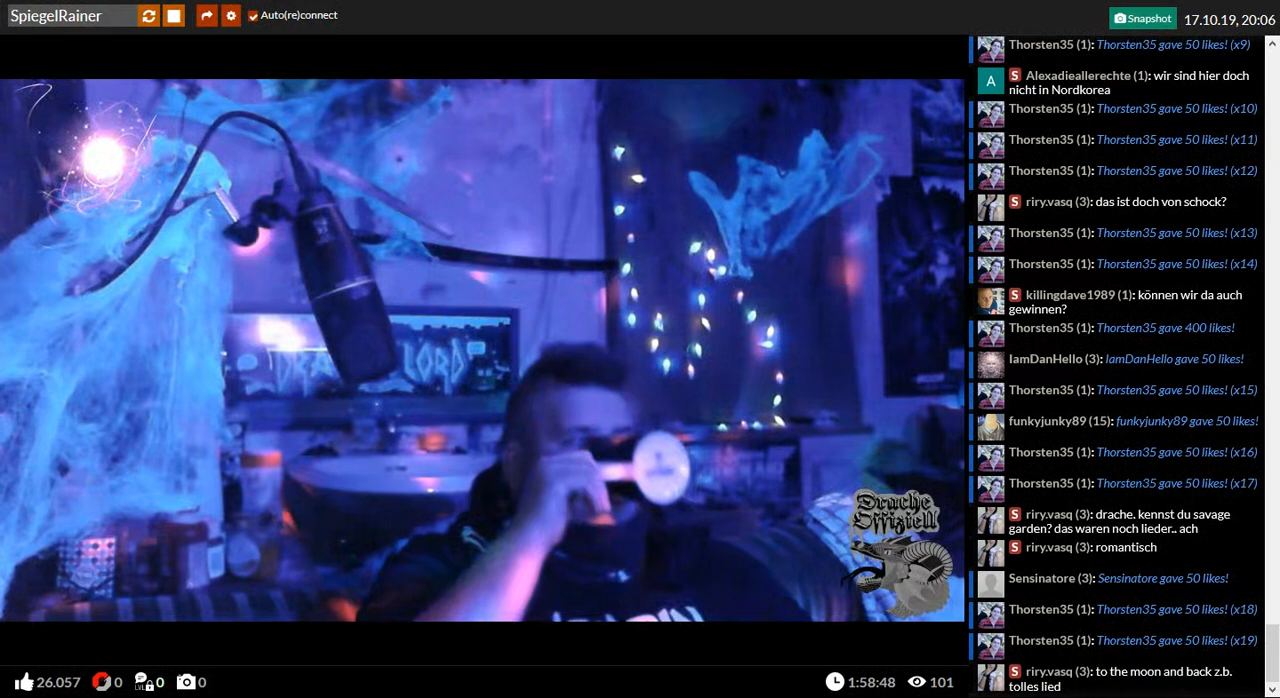 SpiegelRainer
Auto(re)connect
Snapshot
17.10.19, 20:06
LORD
Drache
Offiziell
Thorsten35 (1): Thorsten35 gave 50 likes! (x9)
A
S Alexadieallerechte (1): wir sind hier doch
nicht in Nordkorea
Thorsten35 (1): Thorsten35 gave 50 likes! (x10)
Thorsten35 (1): Thorsten35 gave 50 likes! (x11)
Thorsten35 (1): Thorsten35 gave 50 likes! (x12)
S riry.vasq (3): das ist doch von schock?
Thorsten35 (1): Thorsten35 gave 50 likes! (x13)
Thorsten35 (1): Thorsten35 gave 50 likes! (x14)
S killingdave1989 (1): können wir da auch
gewinnen?
Thorsten35 (1): Thorsten35 gave 400 likes!
IamDanHello (3): IamDanHello gave 50 likes!
Thorsten35 (1): Thorsten35 gave 50 likes! (x15)
funkyjunky89 (15): funkyjunky89 gave 50 likes!
Thorsten35 (1): Thorsten35 gave 50 likes! (x16)
Thorsten35 (1): Thorsten35 gave 50 likes! (x17)
S riry.vasq (3): drache. kennst du savage
garden? das waren noch lieder.. ach
S riry.vasq (3): romantisch
Sensinatore (3): Sensinatore gave 50 likes!
Thorsten35 (1): Thorsten35 gave 50 likes! (x18)
Thorsten35 (1): Thorsten35 gave 50 likes! (x19)
S riry.vasq (3): to the moon and back z.b.
tolles lied
26.057
0
LVL 0
0
1:58:48
101